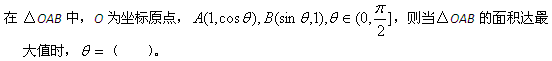 在 △OAB 中，O 为坐标原点，A(1,cos θ), B(sin θ,1), θ∈(0,π/2]，则当△OAB 的面积达最
大值时，θ =（    ）。